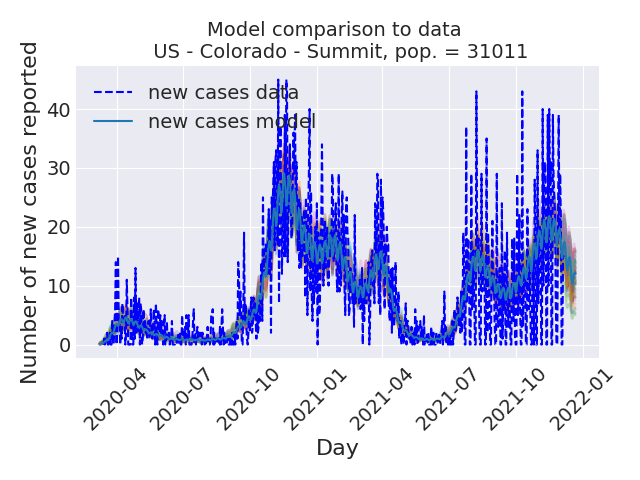 Model comparison to data
US - Colorado - Summit, pop. = 31011
Number of new cases reported
new cases data
new cases model
40
30
20
10
0
2020-04
2020-07
2020-10
2021-01
2021-04
2021-07
2021-10
2022-01
Day